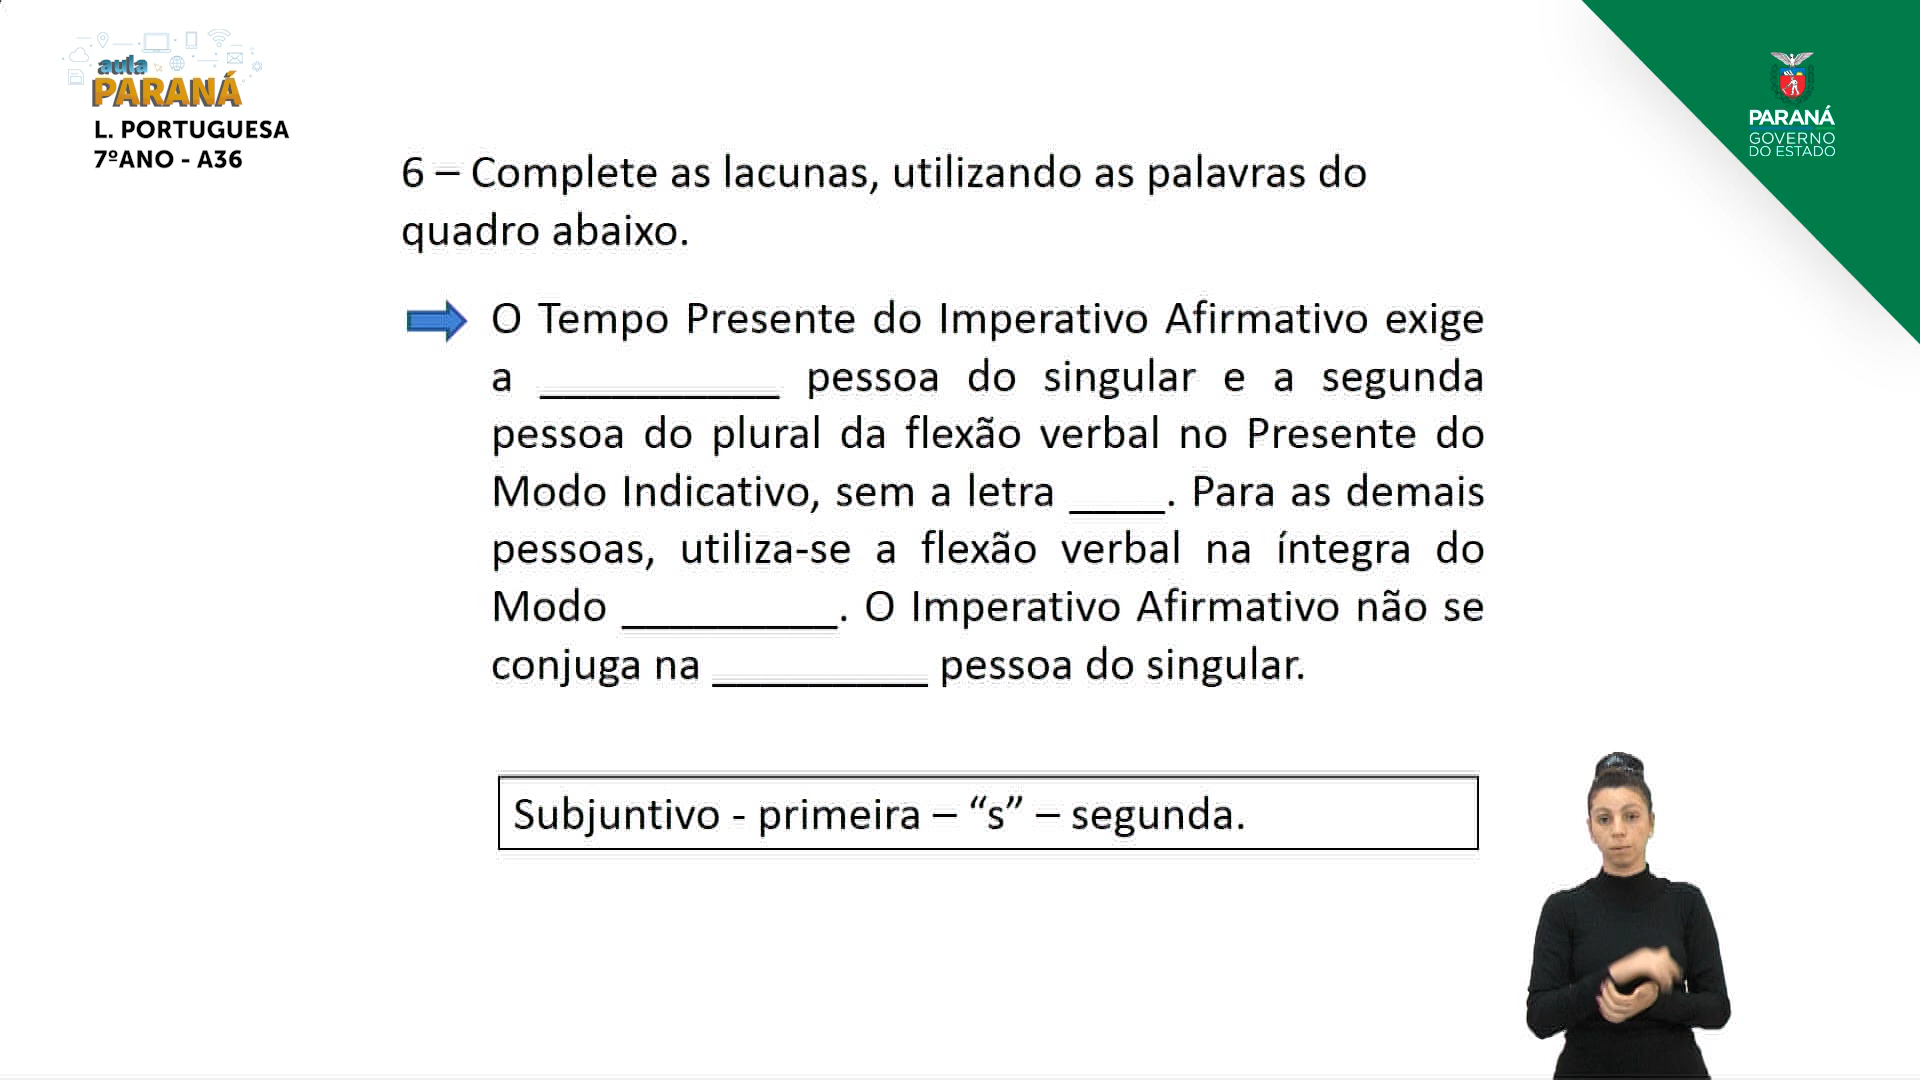 aula
PARANÁ
L. PORTUGUESA
7ºANO - A36
PARANÁ
GOVERNO
DO ESTADO
6 – Complete as lacunas, utilizando as palavras do
quadro abaixo.
O Tempo Presente do Imperativo Afirmativo exige
a __________ pessoa do singular e a segunda
pessoa do plural da flexão verbal no Presente do
Modo Indicativo, sem a letra ____. Para as demais
pessoas, utiliza-se a flexão verbal na íntegra do
Modo _________. O Imperativo Afirmativo não se
conjuga na _________ pessoa do singular.
Subjuntivo - primeira – “s” – segunda.